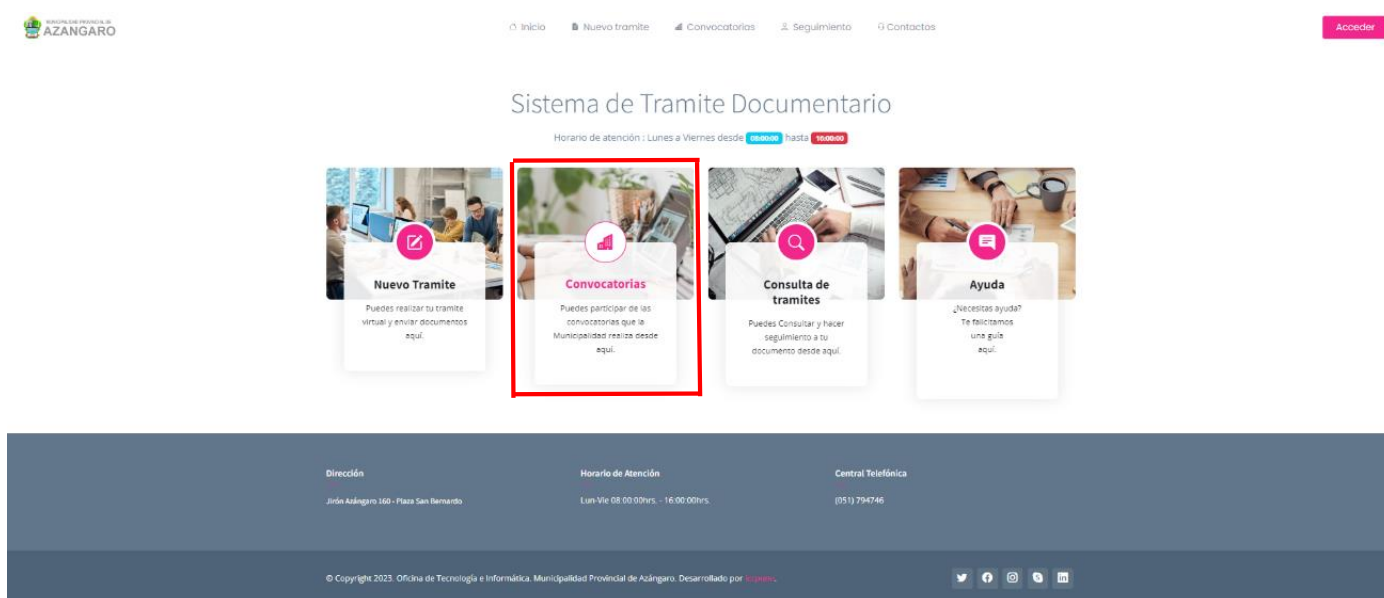 MUNICIPALIDAD PROVINCIAL DE
AZANGARO
Inicio
Nuevo tramite
Convocatorias
Seguimiento
Contactos
Acceder
Sistema de Tramite Documentario
Horario de atención : Lunes a Viernes desde 08:00:00 hasta 16:00:00
Nuevo Tramite
Puedes realizar tu tramite
virtual y enviar documentos
aquí.
Convocatorias
Puedes participar de las
convocatorias que la
Municipalidad realiza desde
aquí.
Consulta de
tramites
Puedes Consultar y hacer
seguimiento a tu
documento desde aquí.
Ayuda
¿Necesitas ayuda?
Te falicitamos
una guía
aquí.
Dirección
Jirón Azángaro 160 - Plaza San Bernardo
Horario de Atención
Lun-Vie 08:00:00hrs. - 16:00:00hrs.
Central Telefónica
(051) 794746
© Copyright 2023. Oficina de Tecnología e Informática. Municipalidad Provincial de Azángaro. Desarrollado por